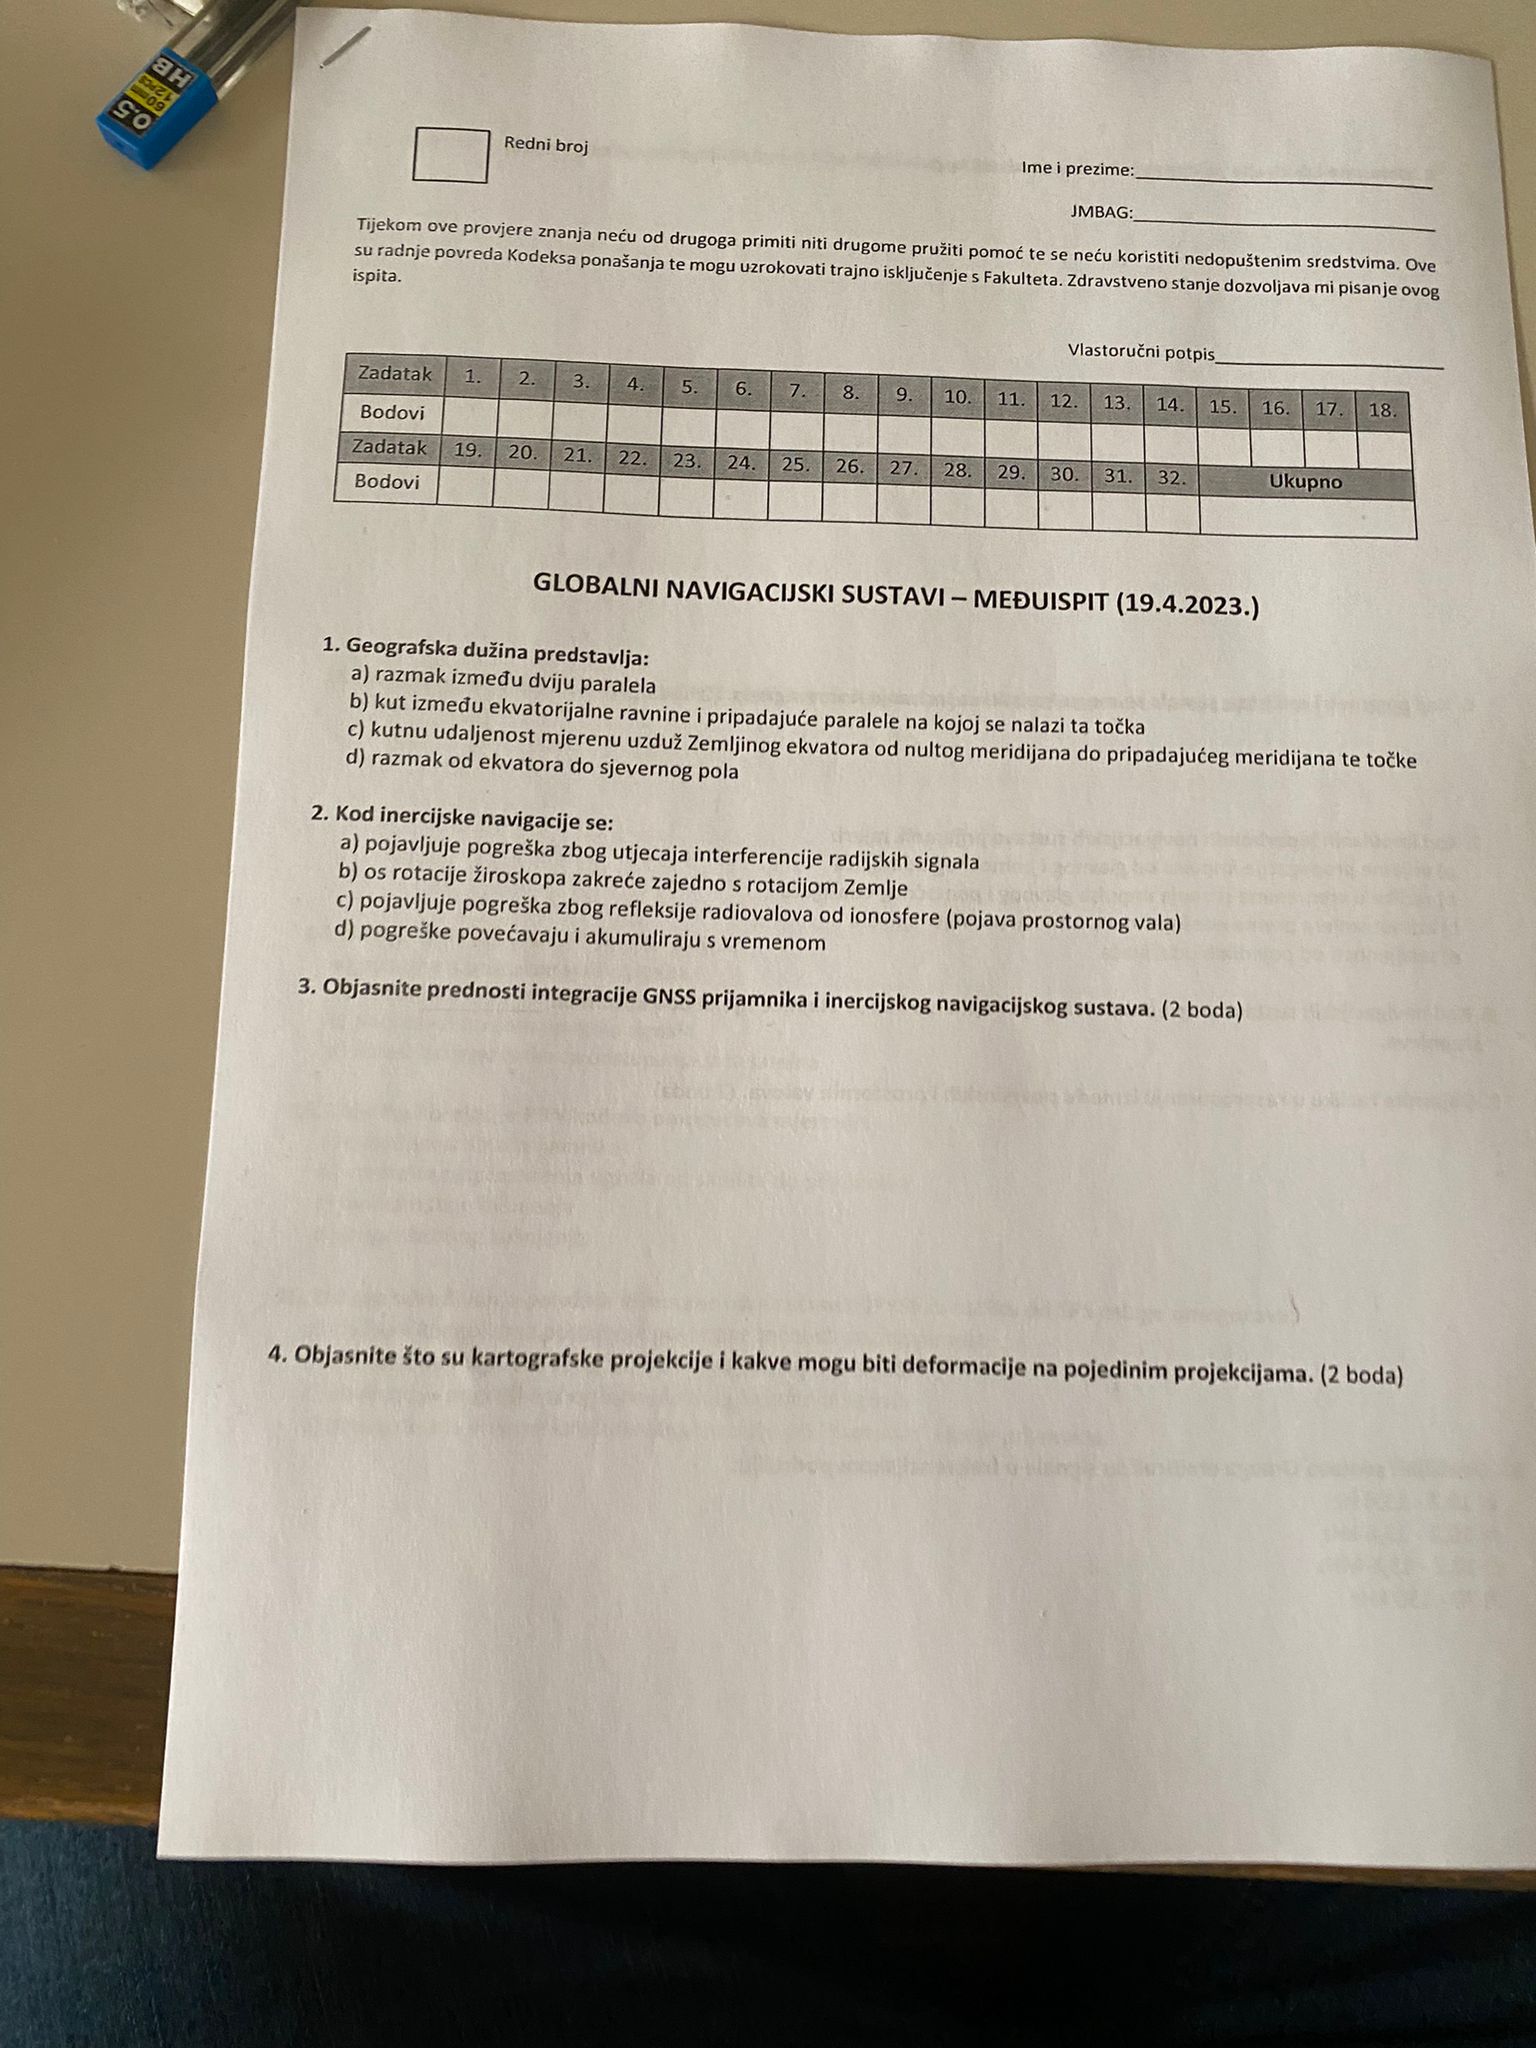 HB
60mm
12PCS
0.5
Redni broj
Ime i prezime:
JMBAG:
Tijekom ove provjere znanja neću od drugoga primiti niti drugome pružiti pomoć te se neću koristiti nedopuštenim sredstvima. Ove
su radnje povreda Kodeksa ponašanja te mogu uzrokovati trajno isključenje s Fakulteta. Zdravstveno stanje dozvoljava mi pisanje ovog
ispita.
Vlastoručni potpis
Zadatak 1. 2. 3. 4. 5. 6. 7. 8. 9. 10. 11. 12. 13. 14. 15. 16. 17. 18.
Bodovi
Zadatak 19. 20. 21. 22. 23. 24. 25. 26. 27. 28. 29. 30. 31. 32. Ukupno
Bodovi
GLOBALNI NAVIGACIJSKI SUSTAVI – MEĐUISPIT (19.4.2023.)
1. Geografska dužina predstavlja:
a) razmak između dviju paralela
b) kut između ekvatorijalne ravnine i pripadajuće paralele na kojoj se nalazi ta točka
c) kutnu udaljenost mjerenu uzduž Zemljinog ekvatora od nultog meridijana do pripadajućeg meridijana te točke
d) razmak od ekvatora do sjevernog pola
2. Kod inercijske navigacije se:
a) pojavljuje pogreška zbog utjecaja interferencije radijskih signala
b) os rotacije žiroskopa zakreće zajedno s rotacijom Zemlje
c) pojavljuje pogreška zbog refleksije radiovalova od ionosfere (pojava prostornog vala)
d) pogreške povećavaju i akumuliraju s vremenom
3. Objasnite prednosti integracije GNSS prijamnika i inercijskog navigacijskog sustava. (2 boda)
4. Objasnite što su kartografske projekcije i kakve mogu biti deformacije na pojedinim projekcijama. (2 boda)